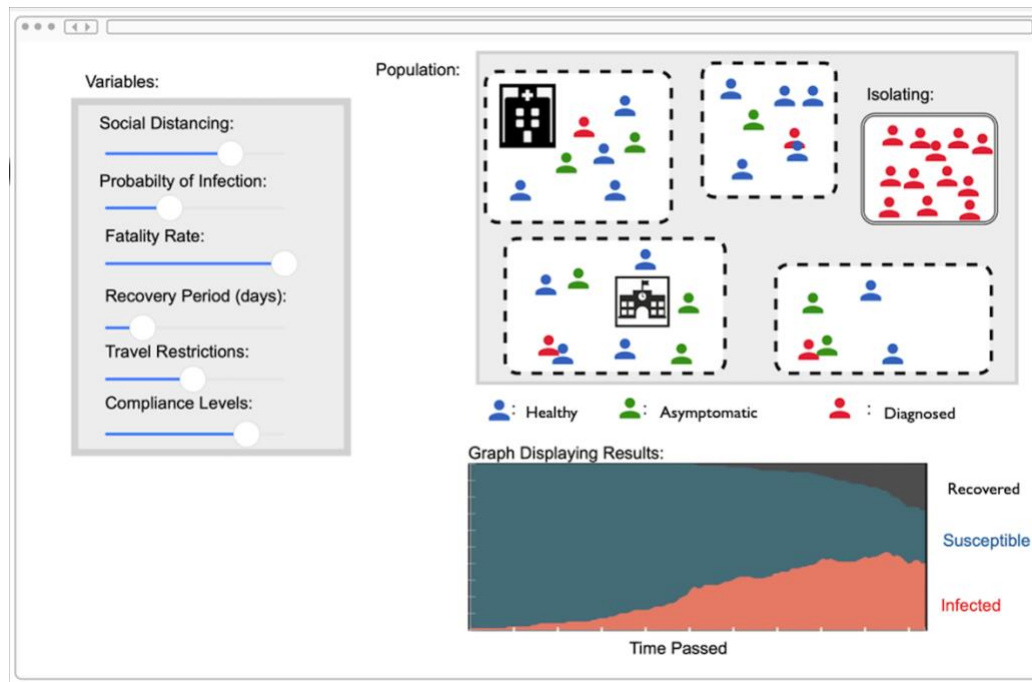 Variables:
Social Distancing:
Probabilty of Infection:
Fatality Rate:
Recovery Period (days):
Travel Restrictions:
Compliance Levels:
Population:
Isolating:
: Healthy
: Asymptomatic
: Diagnosed
Graph Displaying Results:
Recovered
Susceptible
Infected
Time Passed